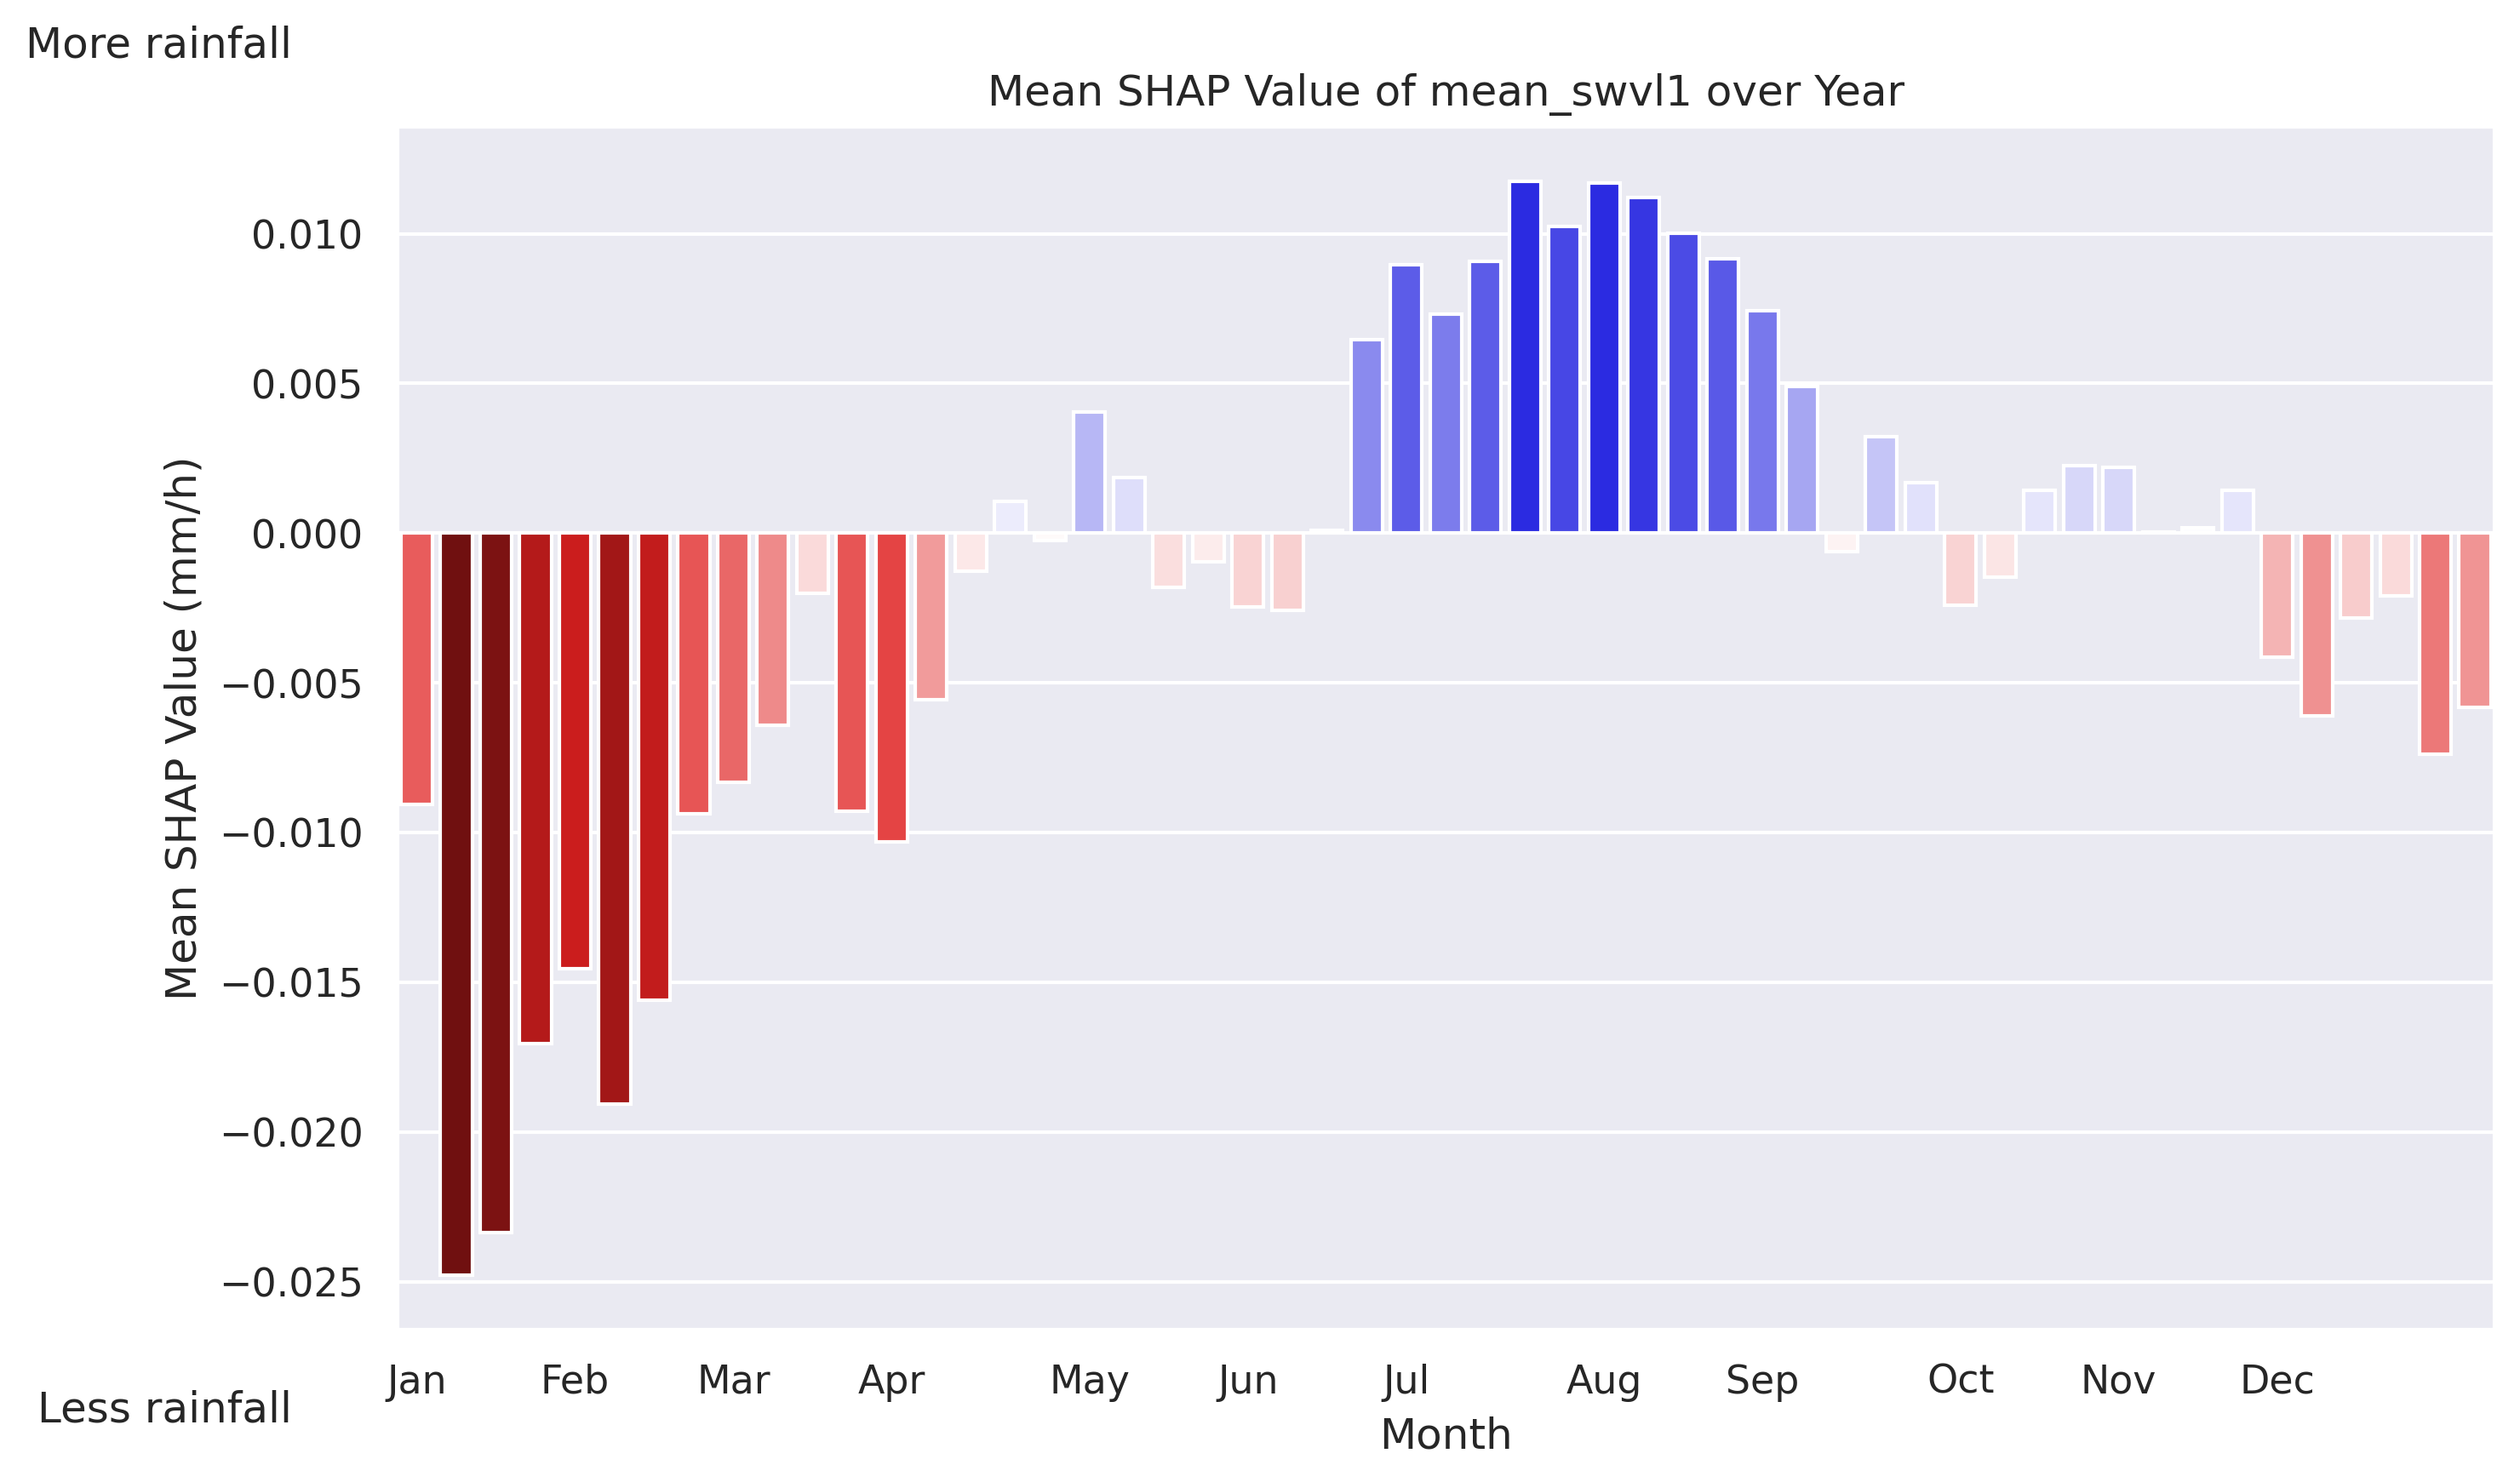 More rainfall
Mean SHAP Value of mean_swvl1 over Year
Mean SHAP Value (mm/h)
0.010
0.005
0.000
−0.005
−0.010
−0.015
−0.020
−0.025
Jan Feb Mar Apr May Jun Jul Aug Sep Oct Nov Dec
Less rainfall
Month